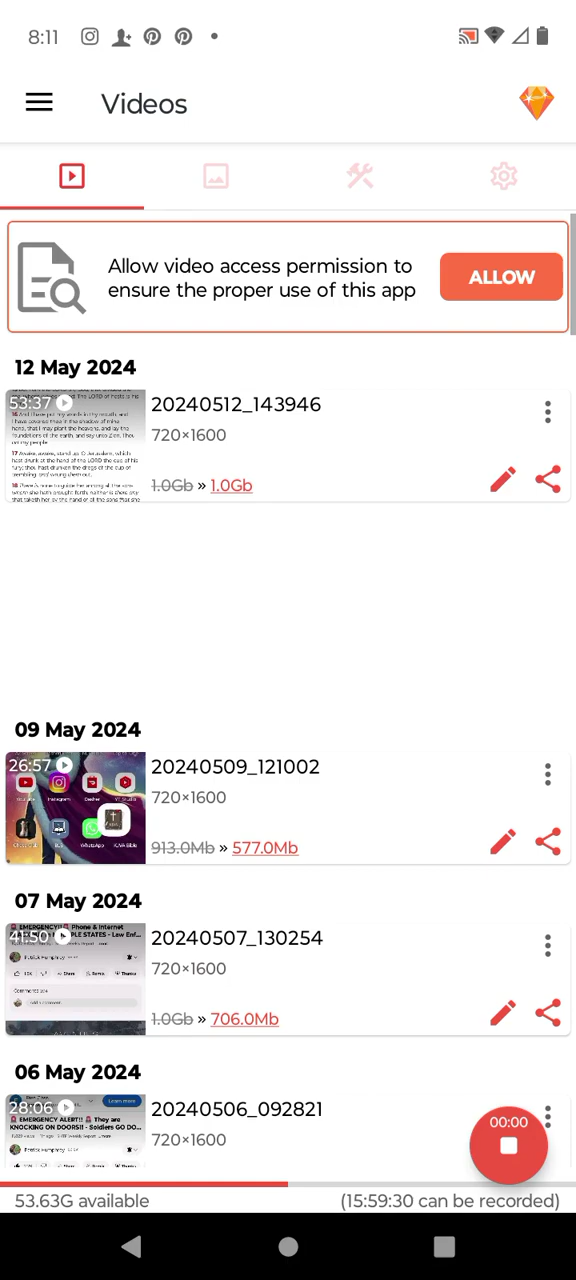 8:11
Videos
Allow video access permission to
ensure the proper use of this app
ALLOW
12 May 2024
53:37
20240512_143946
720×1600
1.0Gb » 1.0Gb
09 May 2024
26:57
20240509_121002
720×1600
913.0Mb » 577.0Mb
07 May 2024
41:50
20240507_130254
720×1600
1.0Gb » 706.0Mb
06 May 2024
28:06
20240506_092821
720×1600
00:00
53.63G available
(15:59:30 can be recorded)